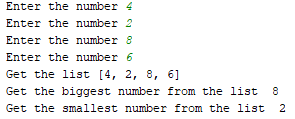 Enter the number 4
Enter the number 2
Enter the number 8
Enter the number 6
Get the list [4, 2, 8, 6]
Get the biggest number from the list  8
Get the smallest number from the list  2